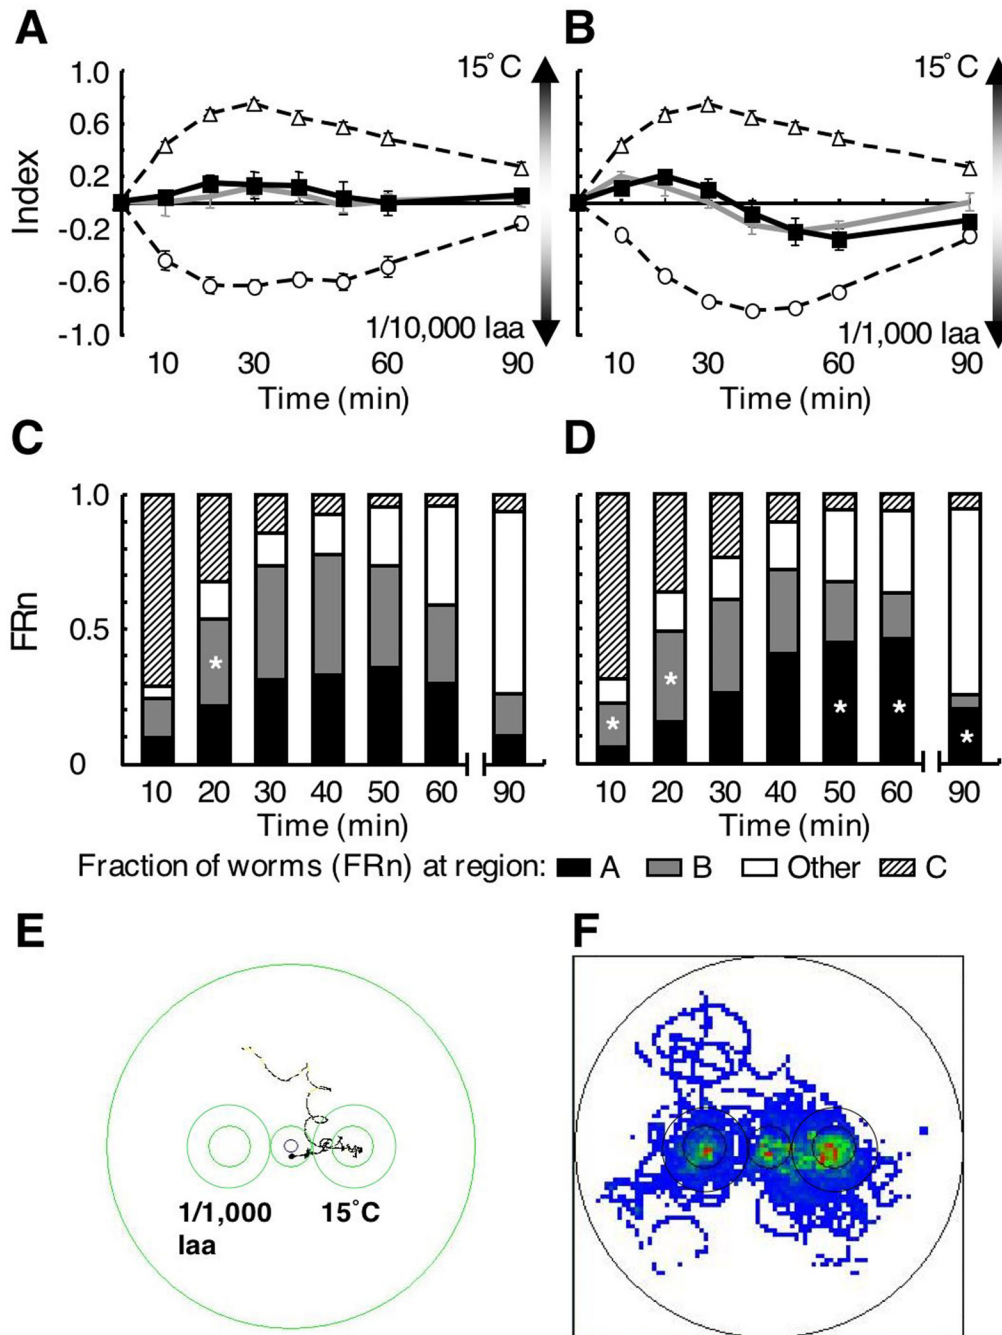 A
B
1.0
0.6
0.2
-0.2
-0.6
-1.0
Index
15°C
15°C
1/10,000 Iaa
1/1,000 Iaa
10 30 60 90
10 30 60 90
Time (min)
Time (min)
C
D
1.0
0.5
0
FRn
*
* * * * *
10 20 30 40 50 60 90
10 20 30 40 50 60 90
Time (min)
Time (min)
Fraction of worms (FRn) at region: A B Other C
E
F
1/1,000 15°C
Iaa